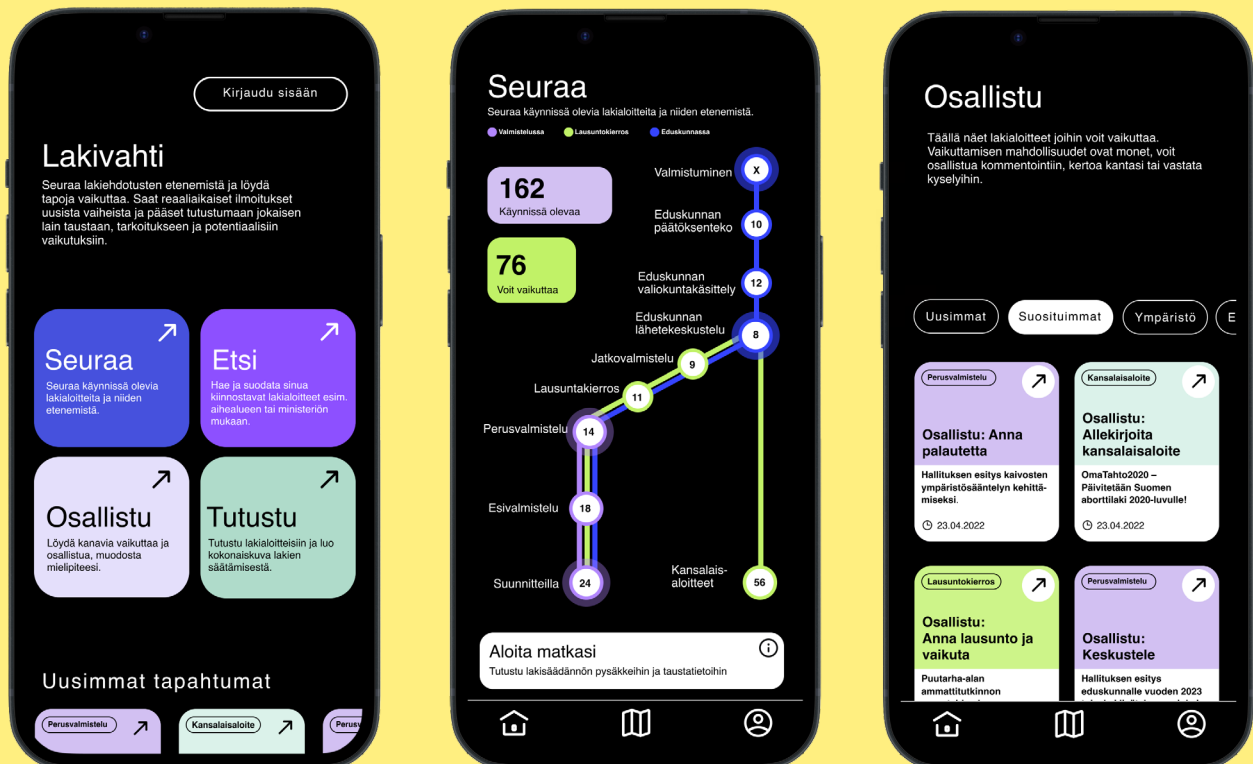 Kirjaudu sisään
Lakivahti
Seuraa lakiehdotusten etenemistä ja löydä
tapoja vaikuttaa. Saat reaaliaikaiset ilmoitukset
uusista vaiheista ja pääset tutustumaan jokaisen
lain taustaan, tarkoitukseen ja potentiaalisiin
vaikutuksiin.
Seuraa
Seuraa käynnissä olevia
lakialoitteita ja niiden
etenemistä.
Etsi
Hae ja suodata sinua
kiinnostavat lakialoitteet esim.
aihealueen tai ministeriön
mukaan.
Osallistu
Löydä kanavia vaikuttaa ja
osallistua, muodosta
mielipiteesi.
Tutustu
Tutustu lakialoitteisiin ja luo
kokonaiskuva lakien
säätämisestä.
Uusimmat tapahtumat
Perusvalmistelu
Kansalaisaloite
Perusv
Seuraa
Seuraa käynnissä olevia lakialoitteita ja niiden etenemistä.
Valmistelussa
Lausuntokierros
Eduskunnassa
162
Käynnissä olevaa
76
Voit vaikuttaa
Valmistuminen
X
Eduskunnan
päätöksenteko
10
Eduskunnan
valiokuntakäsittely
12
Eduskunnan
lähetekeskustelu
8
Jatkovalmistelu
9
Lausuntakierros
11
Perusvalmistelu
14
Esivalmistelu
18
Suunnitteilla
24
Kansalais-
aloitteet
56
Aloita matkasi
Tutustu lakisäädännön pysäkkeihin ja taustatietoihin
Osallistu
Täällä näet lakialoitteet joihin voit vaikuttaa.
Vaikuttamisen mahdollisuudet ovat monet, voit
osallistua kommentointiin, kertoa kantasi tai vastata
kyselyihin.
Uusimmat
Suosituimmat
Ympäristö
E
Perusvalmistelu
Osallistu: Anna
palautetta
Hallituksen esitys kaivosten
ympäristösääntelyn kehittä-
miseksi.
23.04.2022
Kansalaisaloite
Osallistu:
Allekirjoita
kansalaisaloite
OmaTahto2020 –
Päivitetään Suomen
aborttilaki 2020-luvulle!
23.04.2022
Lausuntokierros
Osallistu:
Anna lausunto ja
vaikuta
Puutarha-alan
ammattitutkinnon
Perusvalmistelu
Osallistu:
Keskustele
Hallituksen esitys
eduskunnalle vuoden 2023